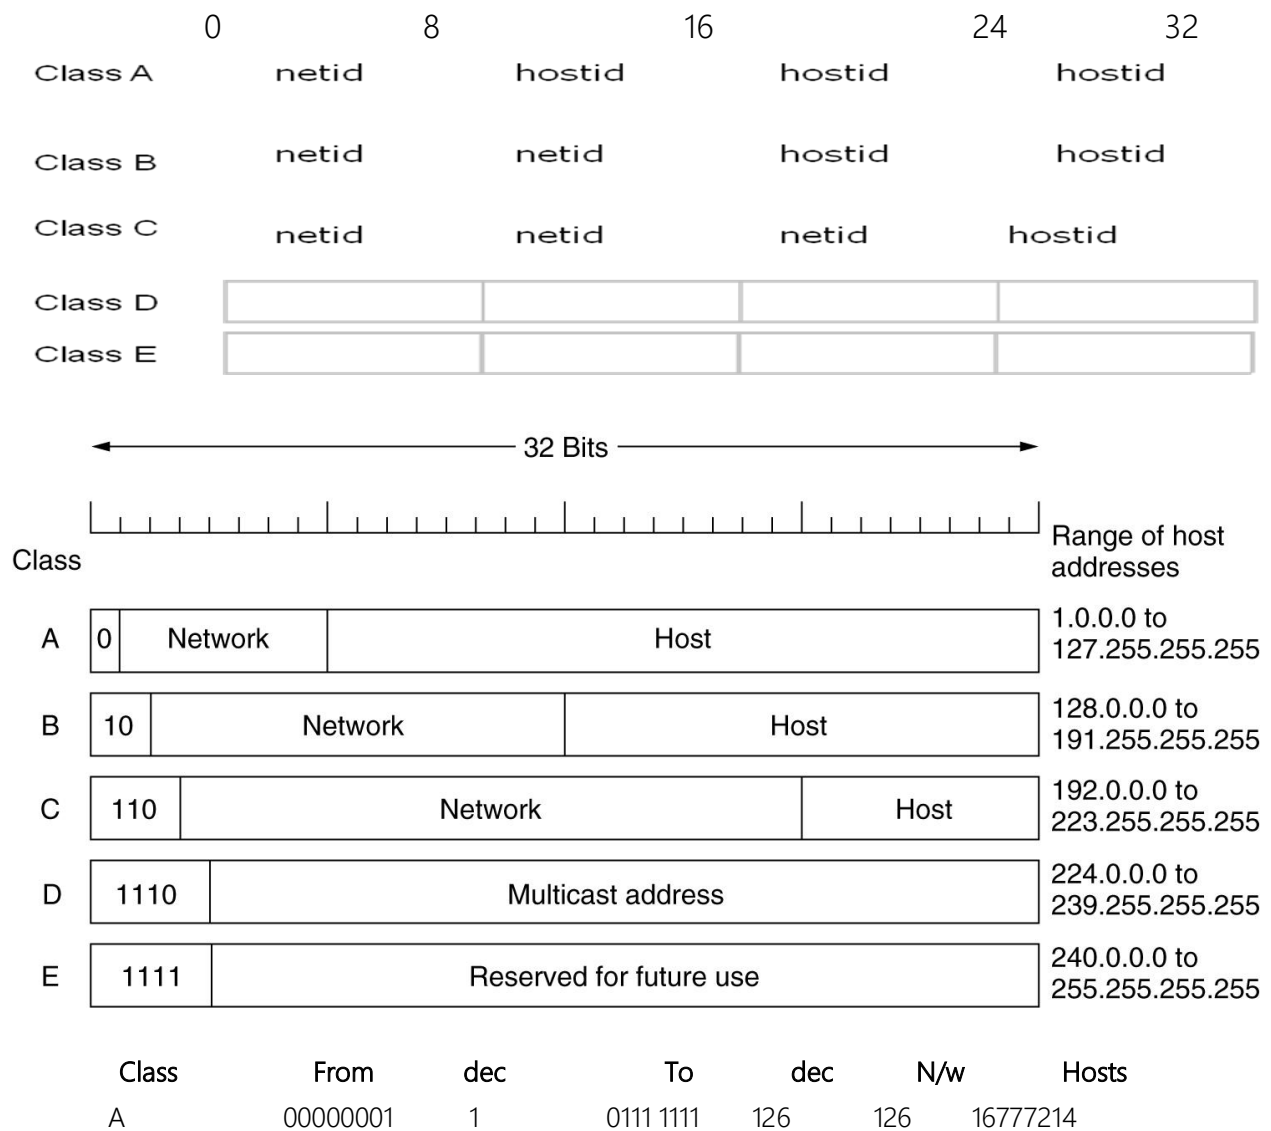 0 8 16 24 32
Class A netid hostid hostid hostid
Class B netid netid hostid hostid
Class C netid netid netid hostid
Class D
Class E
32 Bits
Range of host
addresses
Class
A 0 Network Host 1.0.0.0 to
127.255.255.255
B 10 Network Host 128.0.0.0 to
191.255.255.255
C 110 Network Host 192.0.0.0 to
223.255.255.255
D 1110 Multicast address 224.0.0.0 to
239.255.255.255
E 1111 Reserved for future use 240.0.0.0 to
255.255.255.255
Class From dec To dec N/w Hosts
A 00000001 1 0111 1111 126 126 16777214